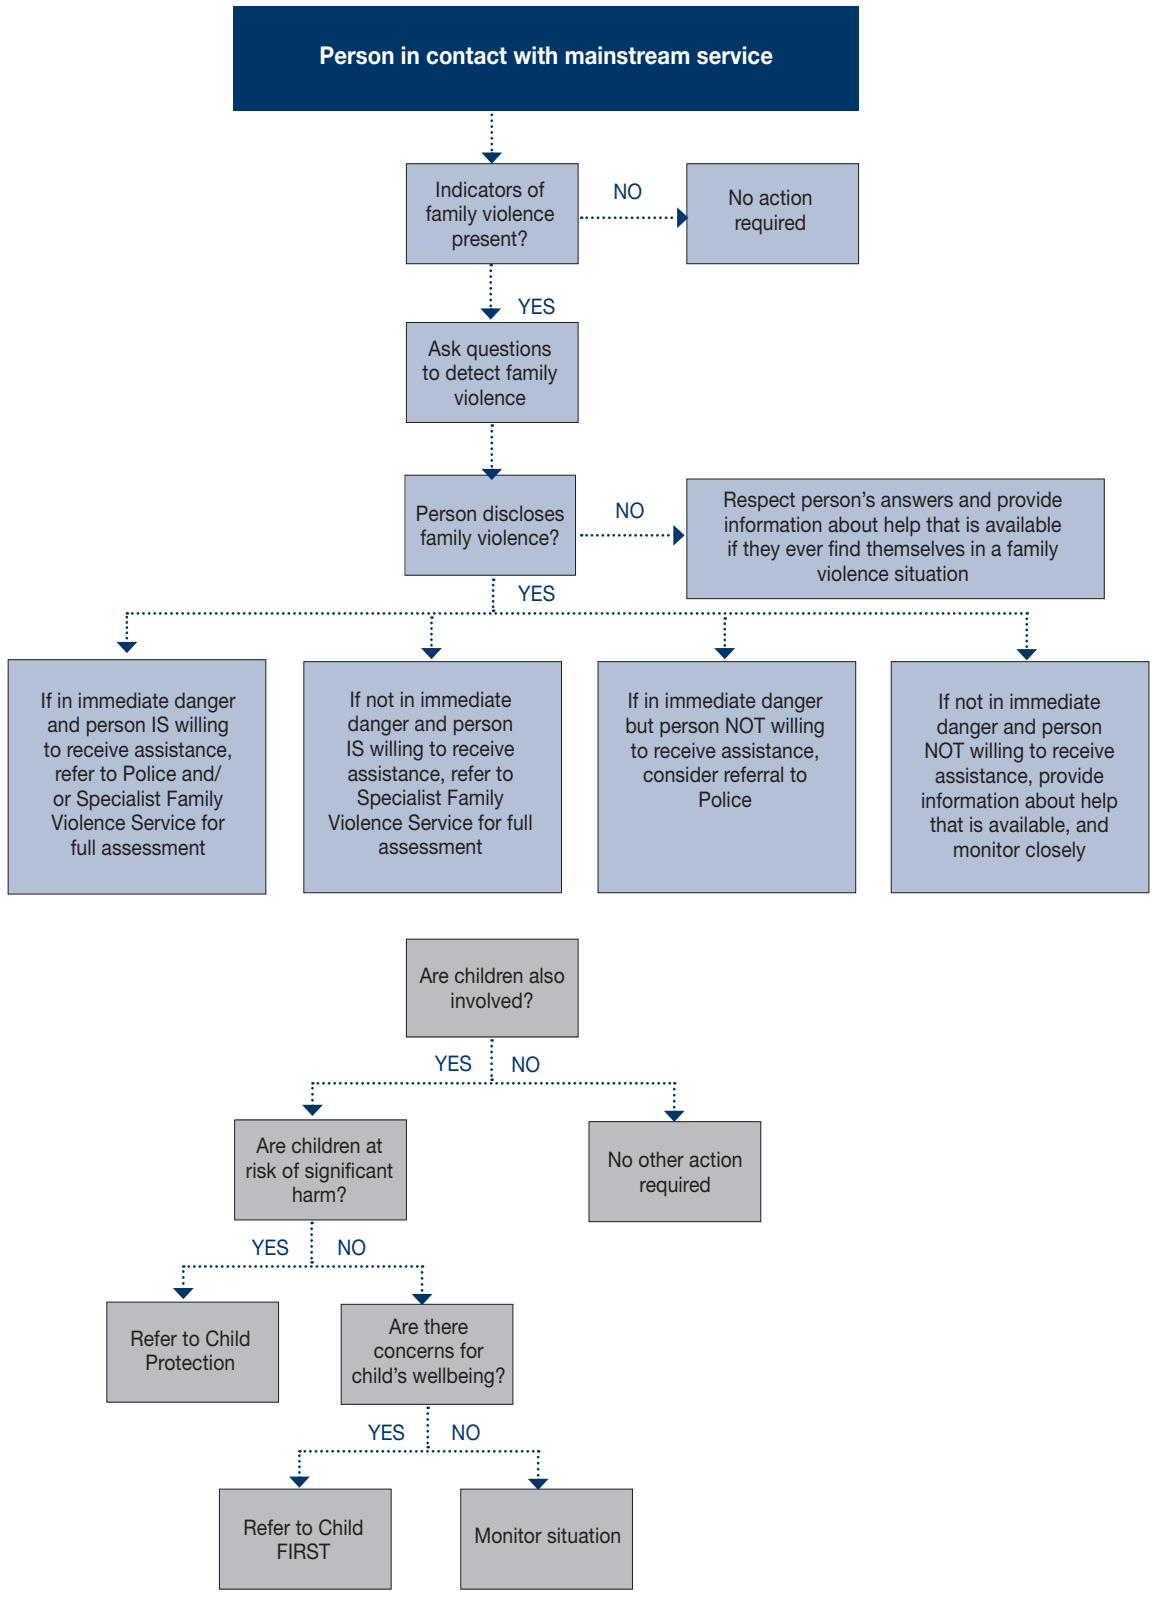 Person in contact with mainstream service
Indicators of
family violence
present?
NO
No action
required
YES
Ask questions
to detect family
violence
Person discloses
family violence?
NO
Respect person's answers and provide
information about help that is available
if they ever find themselves in a family
violence situation
YES
If in immediate danger
and person IS willing
to receive assistance,
refer to Police and/
or Specialist Family
Violence Service for
full assessment
If not in immediate
danger and person
IS willing to receive
assistance, refer to
Specialist Family
Violence Service for full
assessment
If in immediate danger
but person NOT willing
to receive assistance,
consider referral to
Police
If not in immediate
danger and person
NOT willing to receive
assistance, provide
information about help
that is available, and
monitor closely
Are children also
involved?
YES
NO
Are children at
risk of significant
harm?
No other action
required
YES
NO
Refer to Child
Protection
Are there
concerns for
child's wellbeing?
YES
NO
Refer to Child
FIRST
Monitor situation